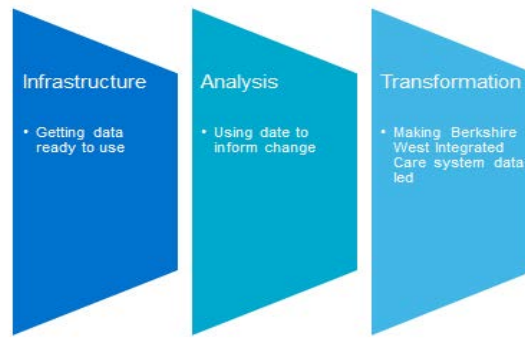 Infrastructure
• Getting data
ready to use
Analysis
• Using date to
inform change
Transformation
• Making Berkshire
West Integrated
Care system data
led